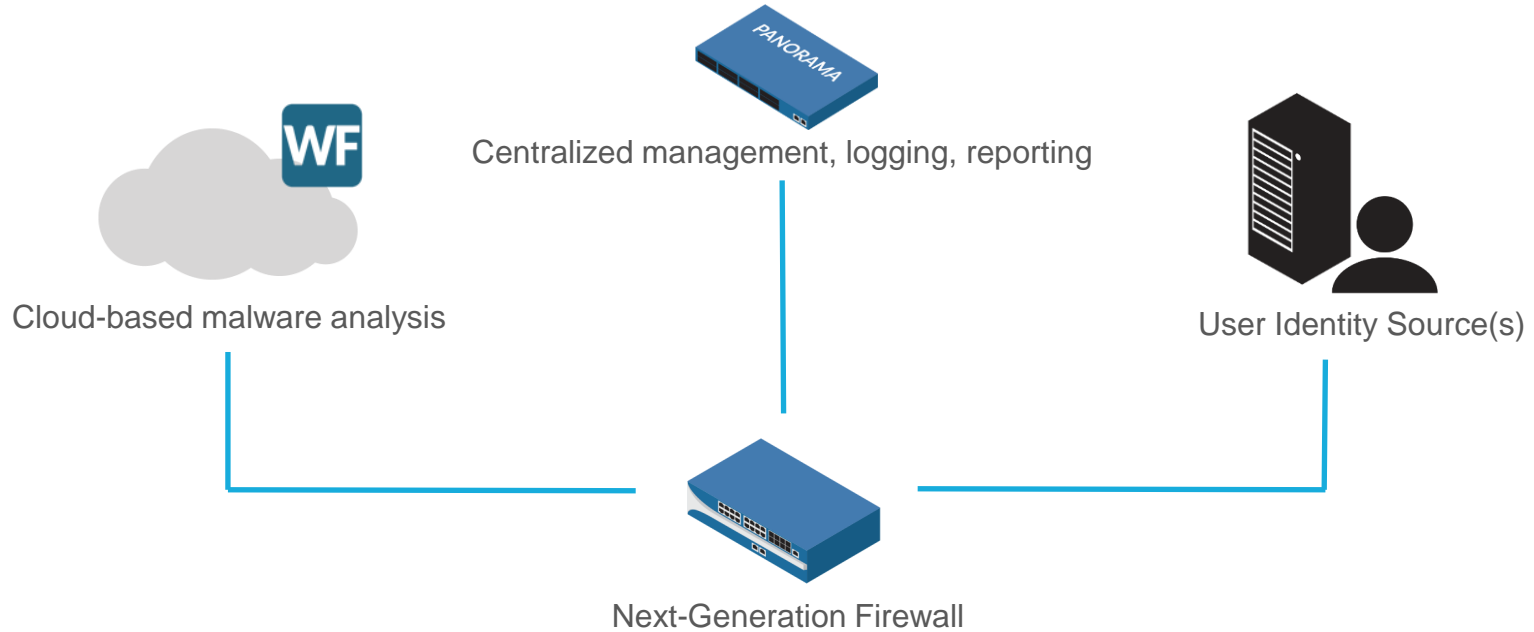 PANORAMA
WF
Centralized management, logging, reporting
Cloud-based malware analysis
User Identity Source(s)
Next-Generation Firewall